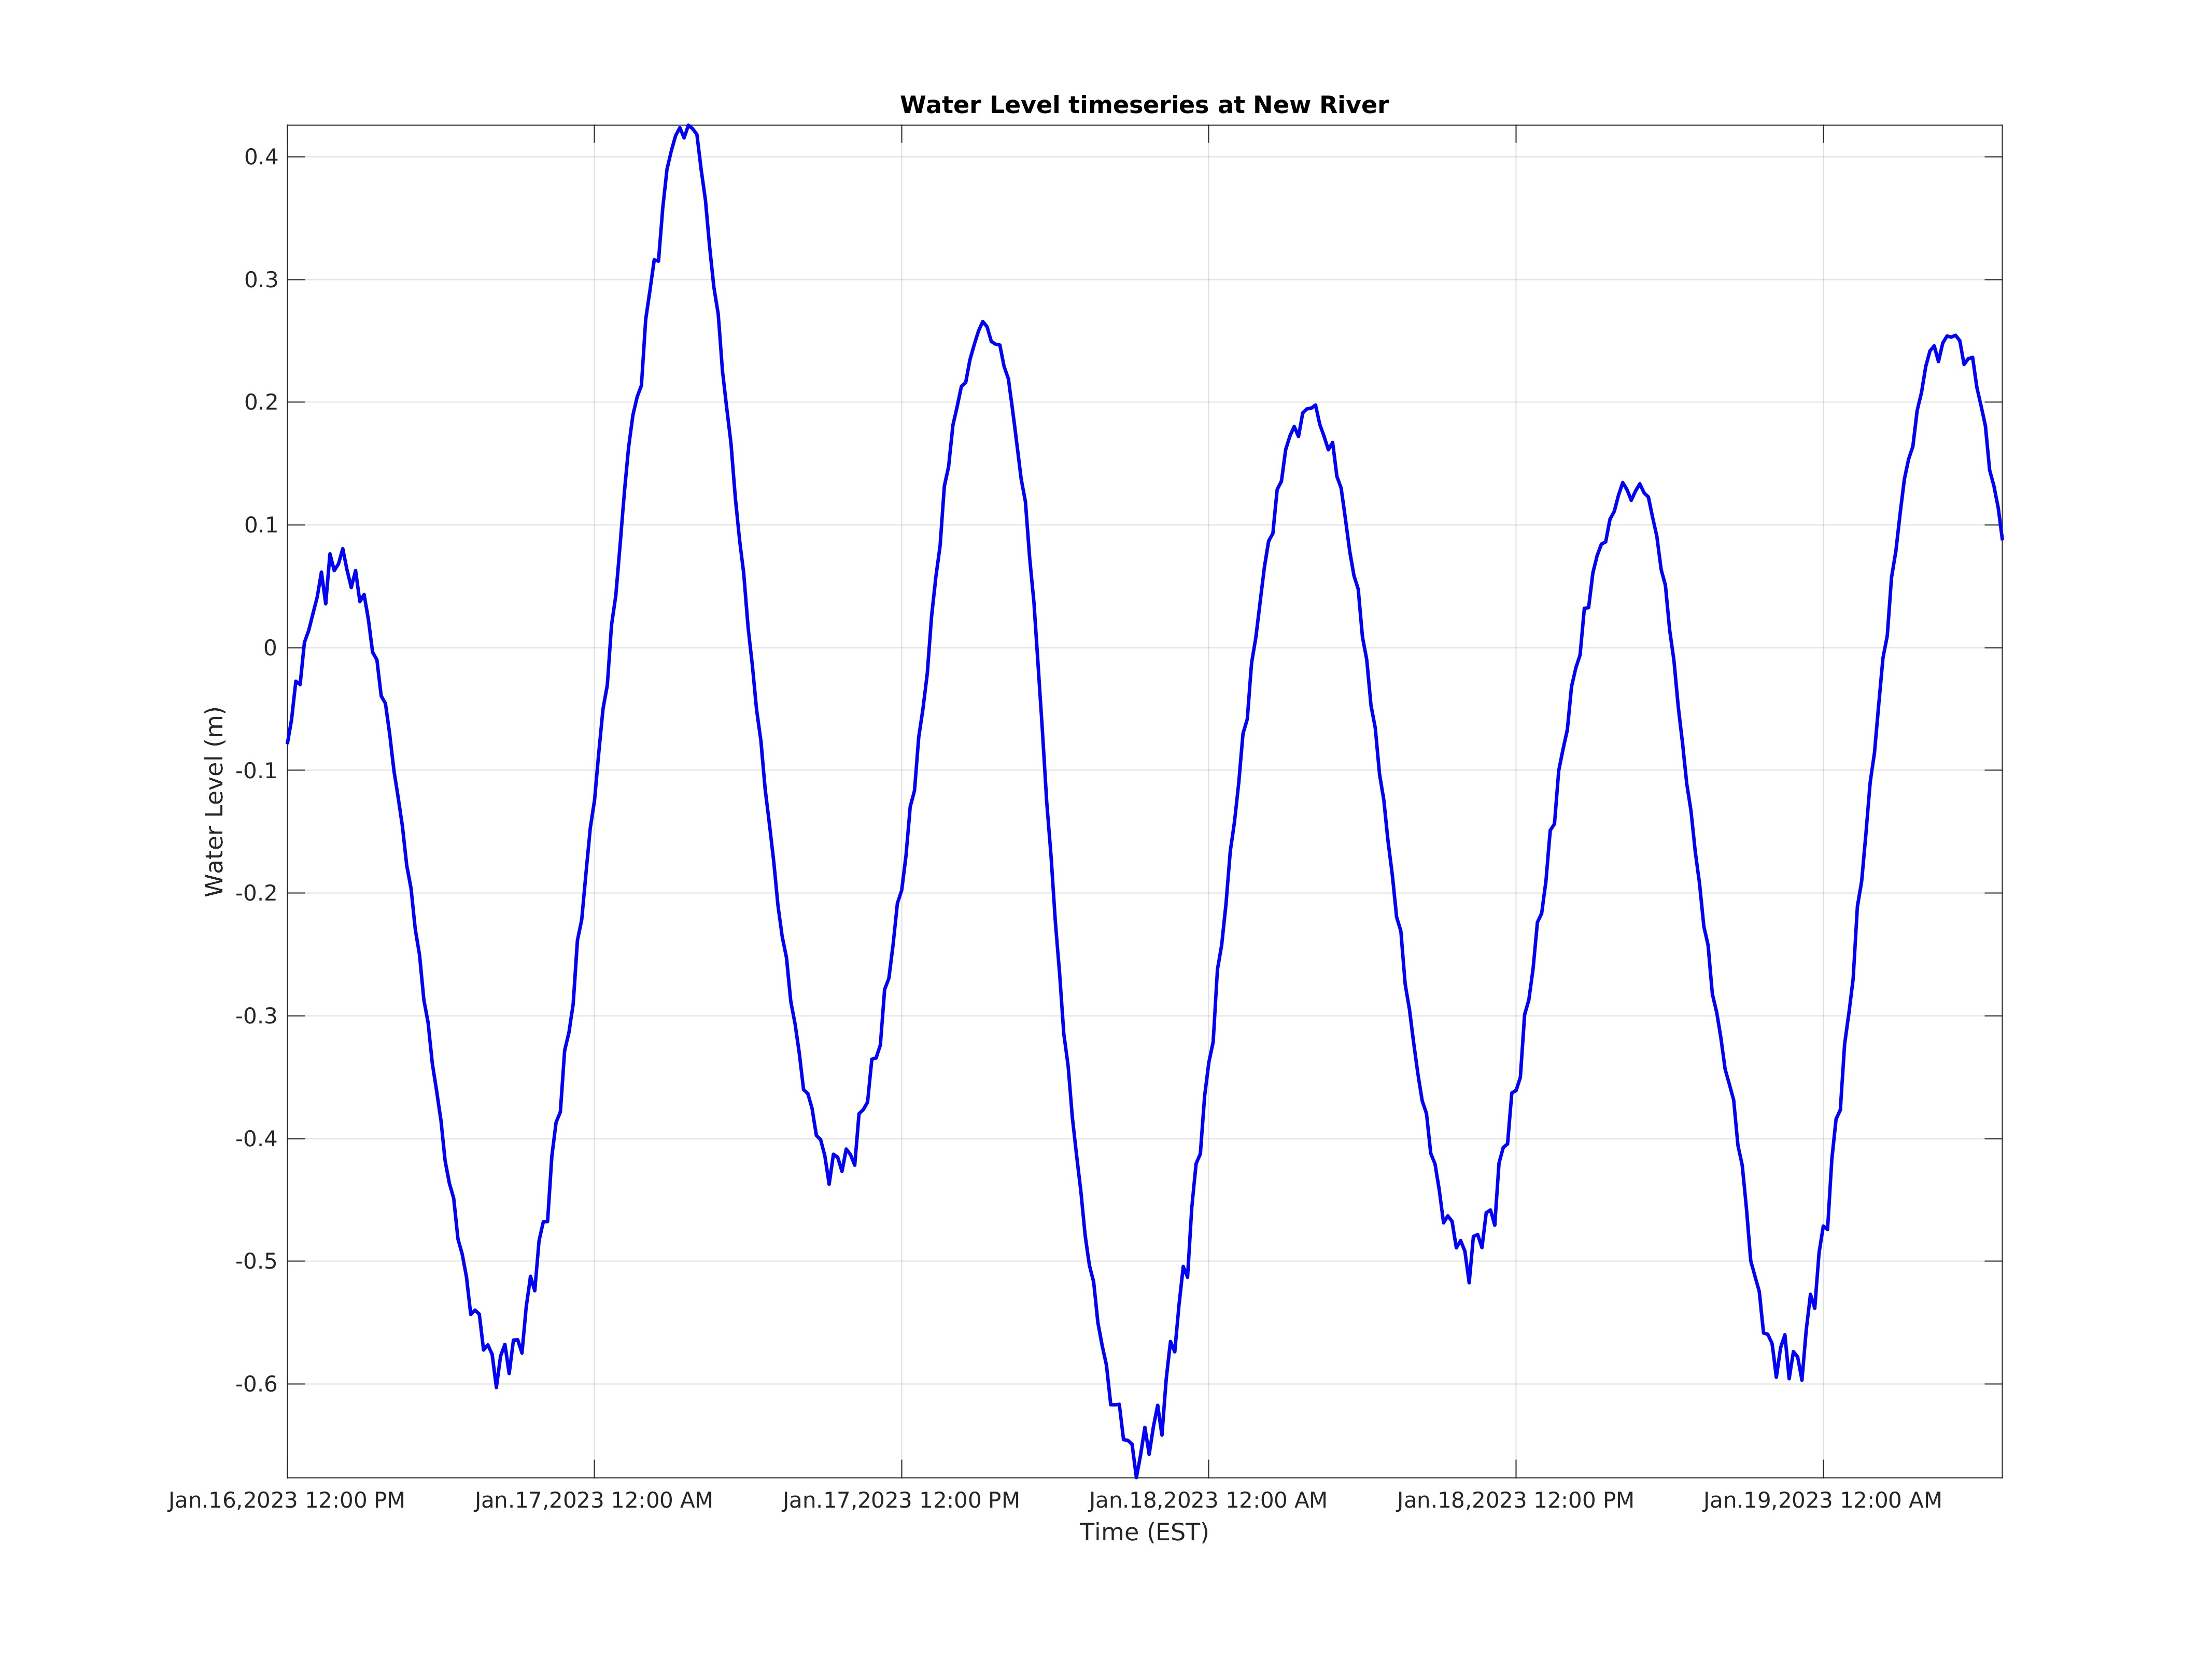 Water Level timeseries at New River
0.4
0.3
0.2
0.1
0
-0.1
-0.2
-0.3
-0.4
-0.5
-0.6
Water Level (m)
Jan.16,2023 12:00 PM
Jan.17,2023 12:00 AM
Jan.17,2023 12:00 PM
Jan.18,2023 12:00 AM
Jan.18,2023 12:00 PM
Jan.19,2023 12:00 AM
Time (EST)